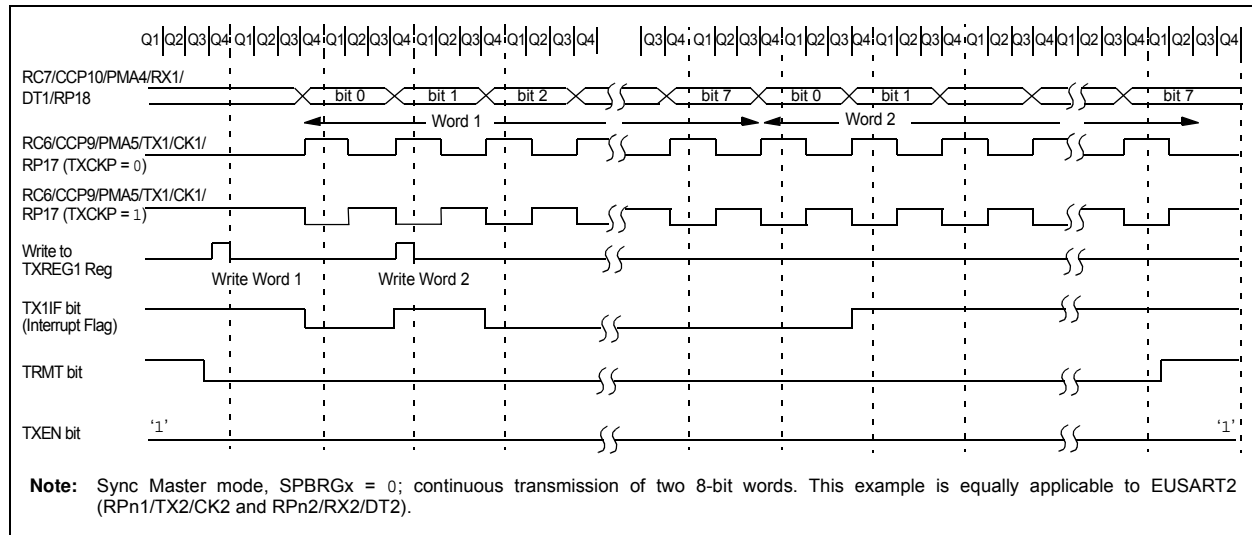 Q1 Q2 Q3 Q4 Q1 Q2 Q3 Q4 Q1 Q2 Q3 Q4 Q1 Q2 Q3 Q4 Q1 Q2 Q3 Q4 Q3 Q4 Q1 Q2 Q3 Q4 Q1 Q2 Q3 Q4 Q1 Q2 Q3 Q4 Q1 Q2 Q3 Q4 Q1 Q2 Q3 Q4 Q1 Q2 Q3 Q4
RC7/CCP10/PMA4/RX1/
DT1/RP18 bit 0 bit 1 bit 2 bit 7 bit 0 bit 1 bit 7
Word 1 Word 2
RC6/CCP9/PMA5/TX1/CK1/
RP17 (TXCKP = 0)
RC6/CCP9/PMA5/TX1/CK1/
RP17 (TXCKP = 1)
Write to
TXREG1 Reg
Write Word 1 Write Word 2
TX1IF bit
(Interrupt Flag)
TRMT bit
TXEN bit '1' '1'
Note: Sync Master mode, SPBRGx = 0; continuous transmission of two 8-bit words. This example is equally applicable to EUSART2
(RPn1/TX2/CK2 and RPn2/RX2/DT2).